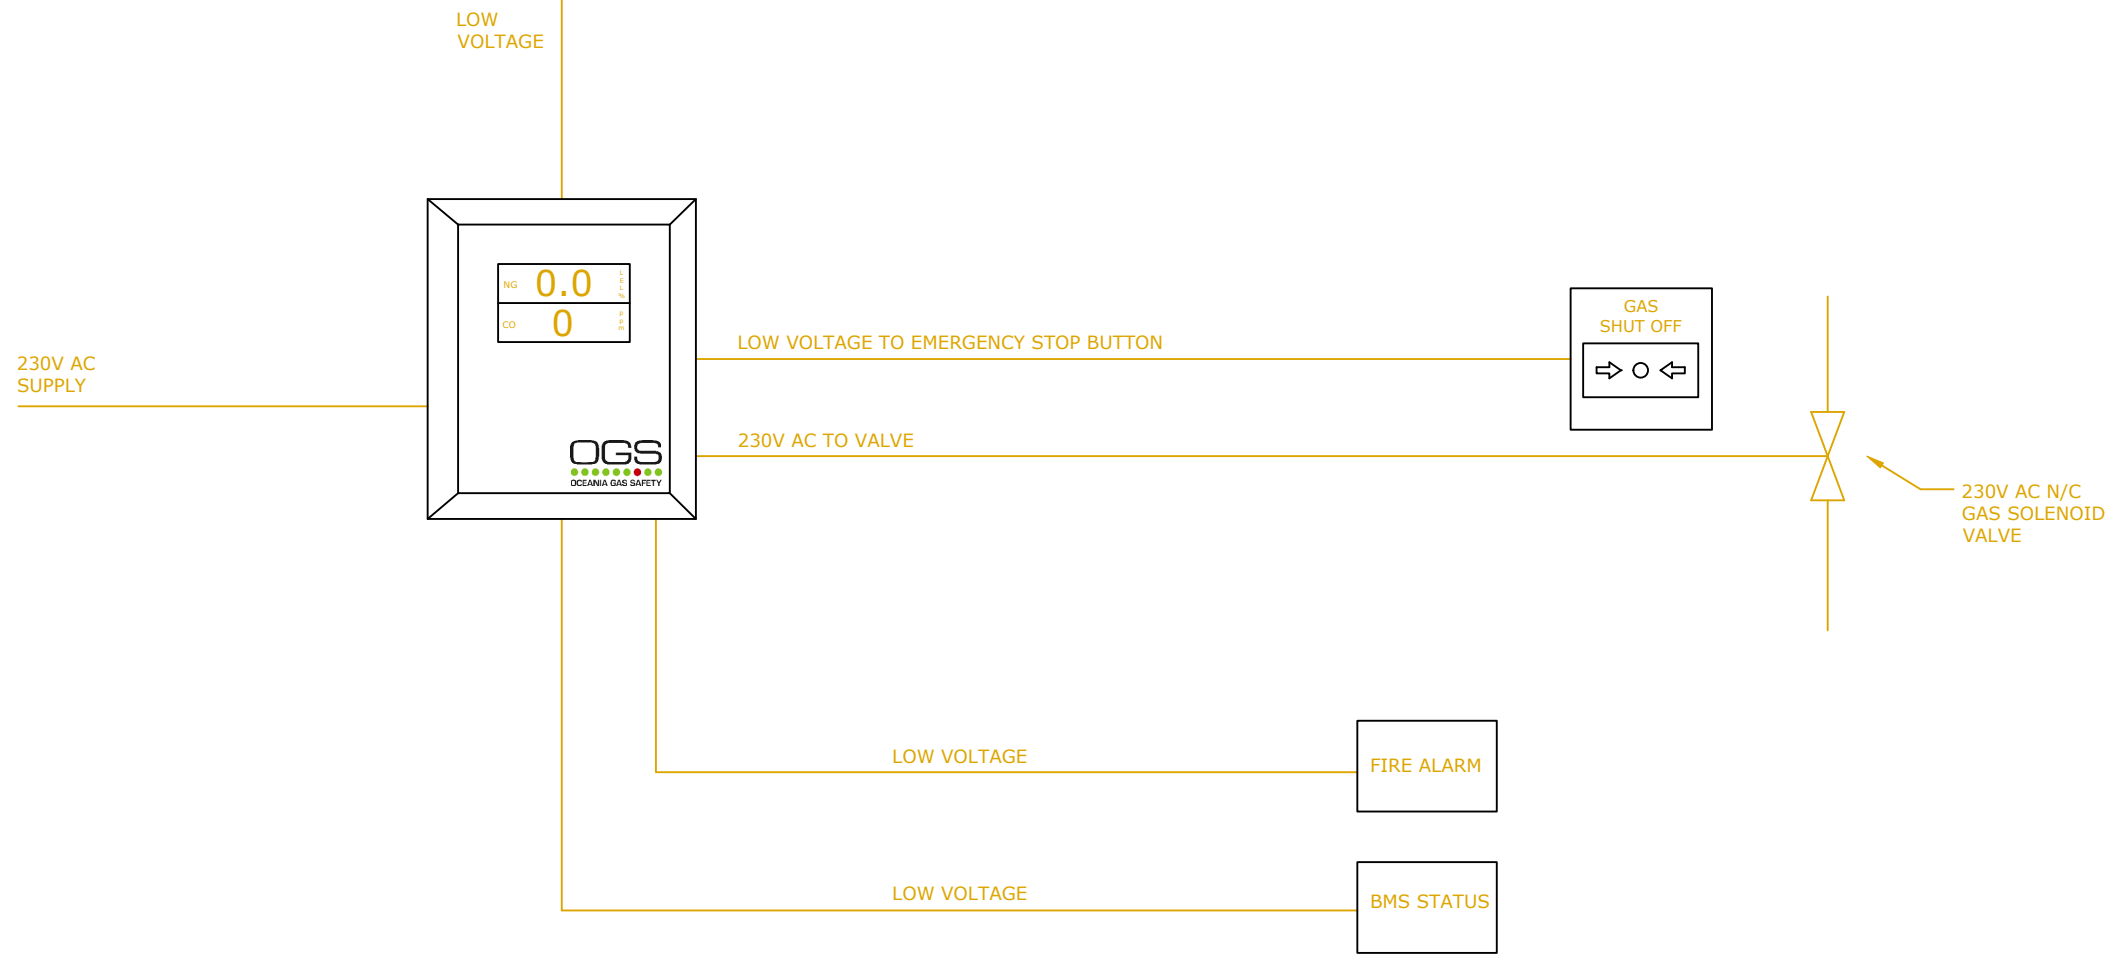 LOW
VOLTAGE
NG 0.0 LEL%
CO 0 ppm
LOW VOLTAGE TO EMERGENCY STOP BUTTON
GAS
SHUT OFF
230V AC
SUPPLY
230V AC TO VALVE
OGS
OCEANIA GAS SAFETY
230V AC N/C
GAS SOLENOID
VALVE
LOW VOLTAGE
FIRE ALARM
LOW VOLTAGE
BMS STATUS